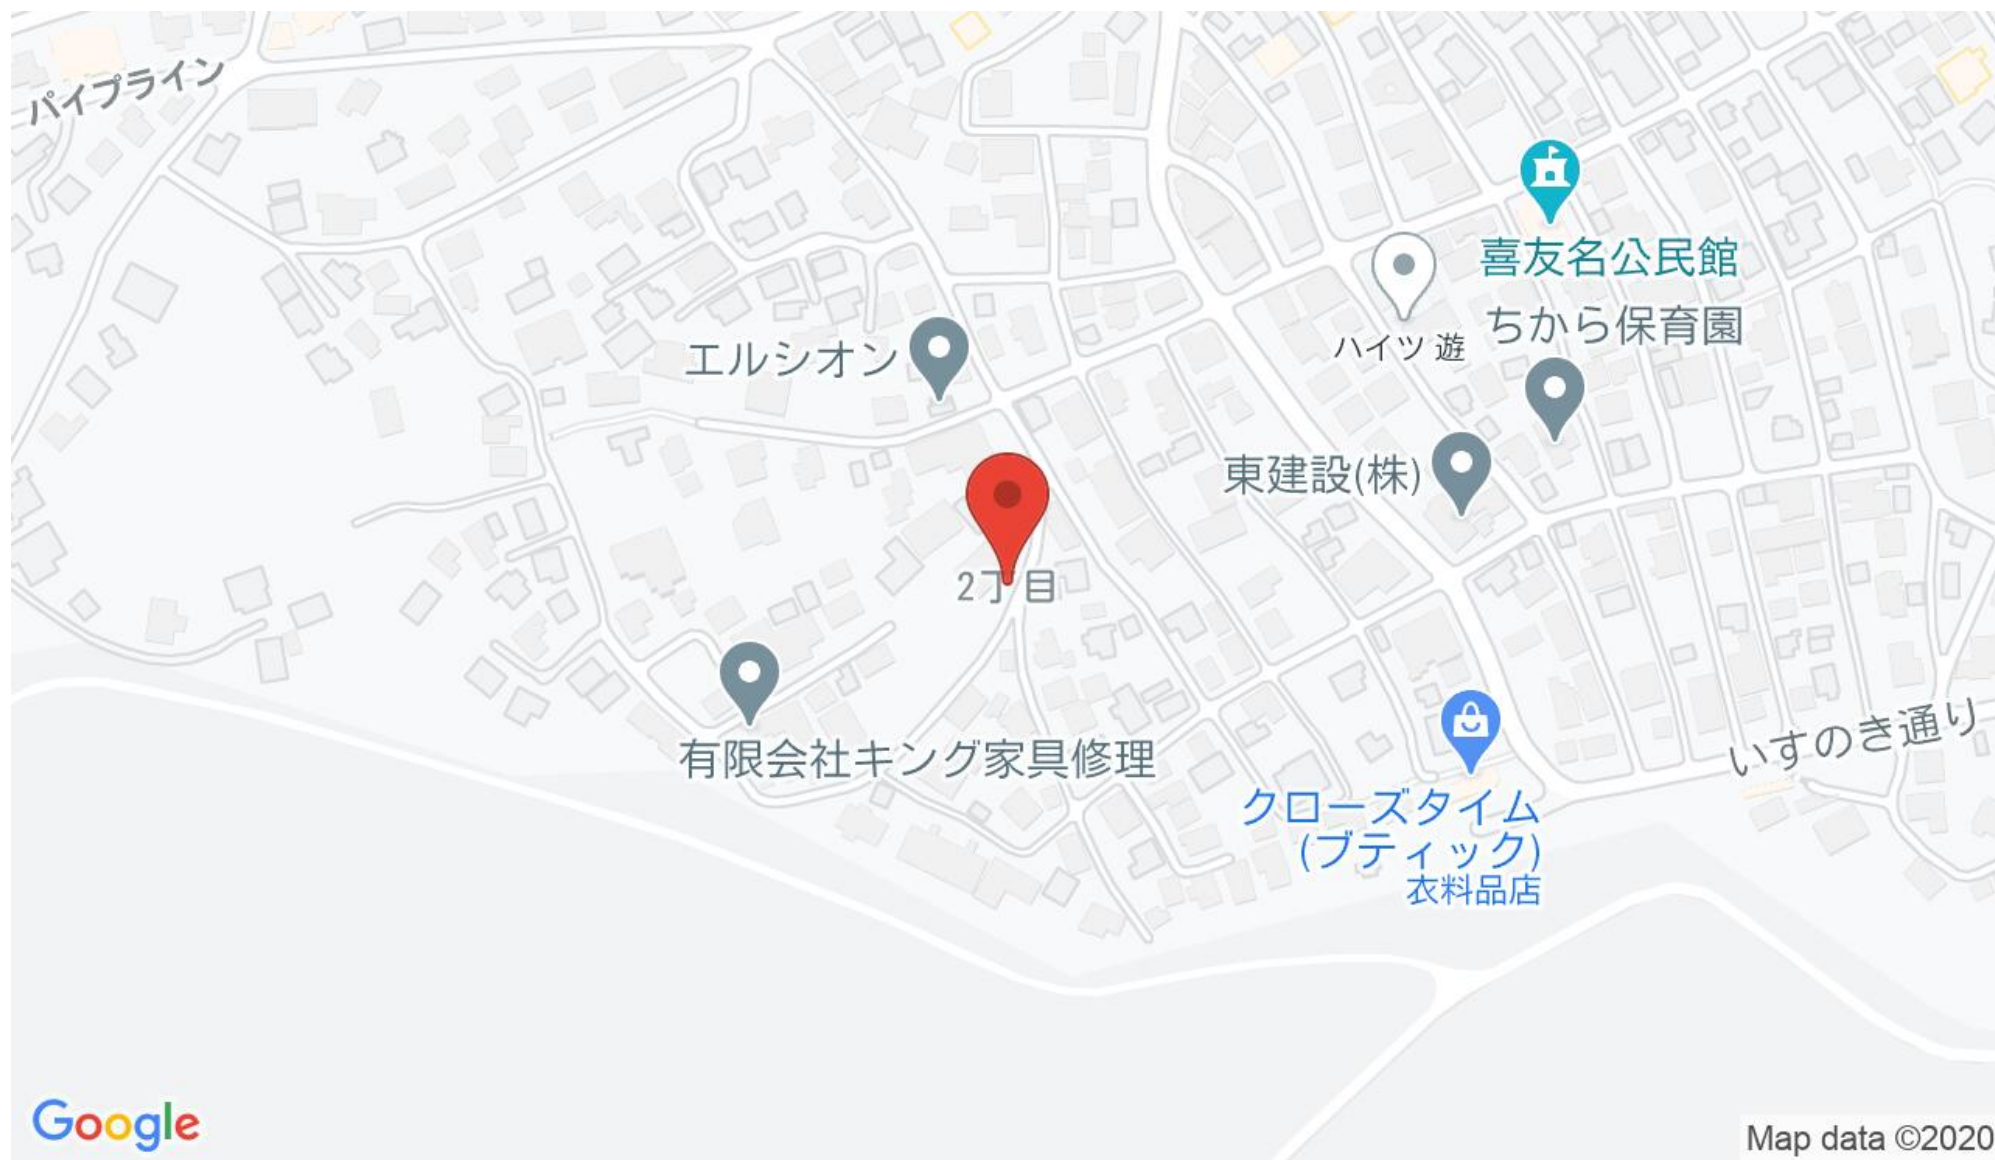 パイプライン
喜友名公民館
ちから保育園
ハイツ 遊
エルシオン
東建設(株)
2丁目
有限会社キング家具修理
いすのき通り
クローズタイム
(ブティック)
衣料品店
Google
Map data ©2020